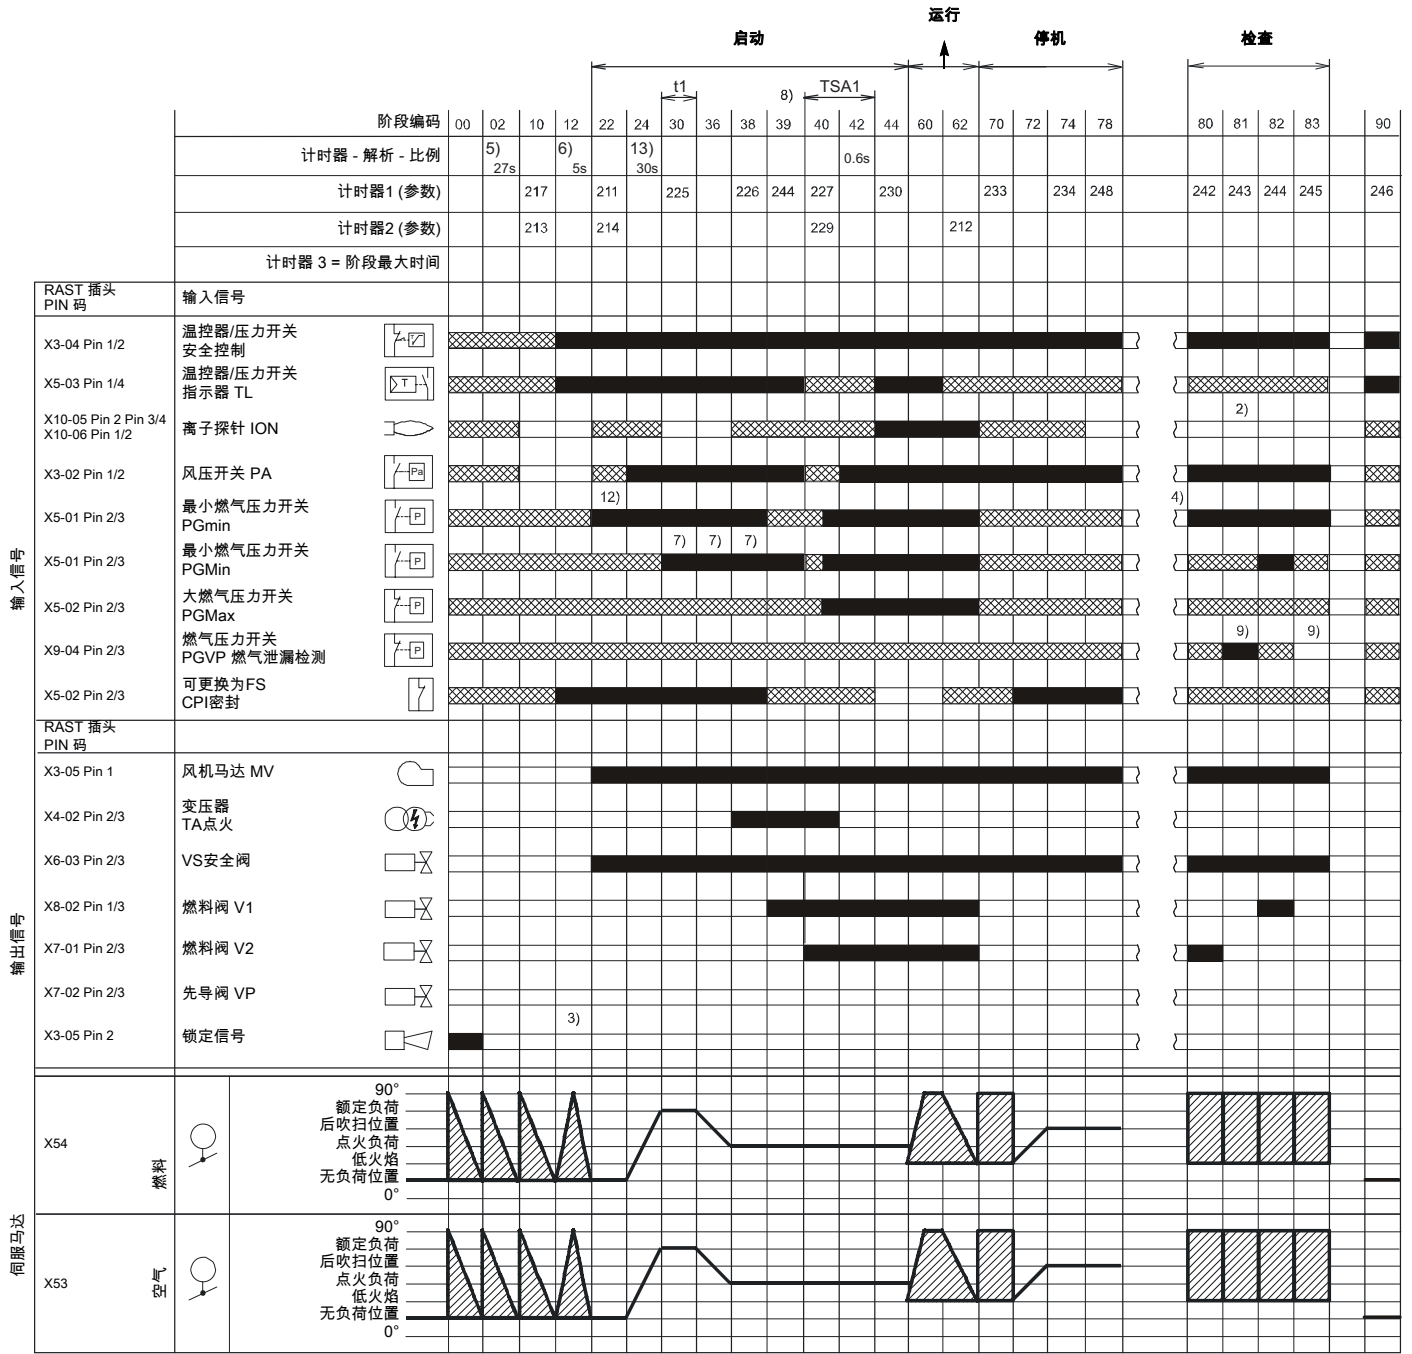 运行
启动
停机
检查
t1
8)
TSA1
阶段编码 00 02 10 12 22 24 30 36 38 39 40 42 44 60 62 70 72 74 78 80 81 82 83 90
计时器 - 解析 - 比例 5) 27s 6) 5s 13) 30s 0.6s
计时器1 (参数) 217 211 225 226 244 227 230 233 234 248 242 243 244 245 246
计时器2 (参数) 213 214 229 212
计时器 3 = 阶段最大时间
RAST 插头
PIN 码
输入信号
输入信号
X3-04 Pin 1/2
温控器/压力开关
安全控制
X5-03 Pin 1/4
温控器/压力开关
指示器 TL
T
2)
X10-05 Pin 2 Pin 3/4
X10-06 Pin 1/2
离子探针 ION
X3-02 Pin 1/2
风压开关 PA
Pa
12)
4)
X5-01 Pin 2/3
最小燃气压力开关
PGmin
P
7) 7) 7)
X5-01 Pin 2/3
最小燃气压力开关
PGMin
P
X5-02 Pin 2/3
大燃气压力开关
PGMax
P
9) 9)
X9-04 Pin 2/3
燃气压力开关
PGVP 燃气泄漏检测
P
X5-02 Pin 2/3
可更换为FS
CPI密封
RAST 插头
PIN 码
输出信号
X3-05 Pin 1
风机马达 MV
X4-02 Pin 2/3
变压器
TA点火
X6-03 Pin 2/3
VS安全阀
X8-02 Pin 1/3
燃料阀 V1
X7-01 Pin 2/3
燃料阀 V2
X7-02 Pin 2/3
先导阀 VP
3)
X3-05 Pin 2
锁定信号
伺服马达
X54
燃料
90°
额定负荷
后吹扫位置
点火负荷
低火焰
无负荷位置
0°
X53
空气
90°
额定负荷
后吹扫位置
点火负荷
低火焰
无负荷位置
0°